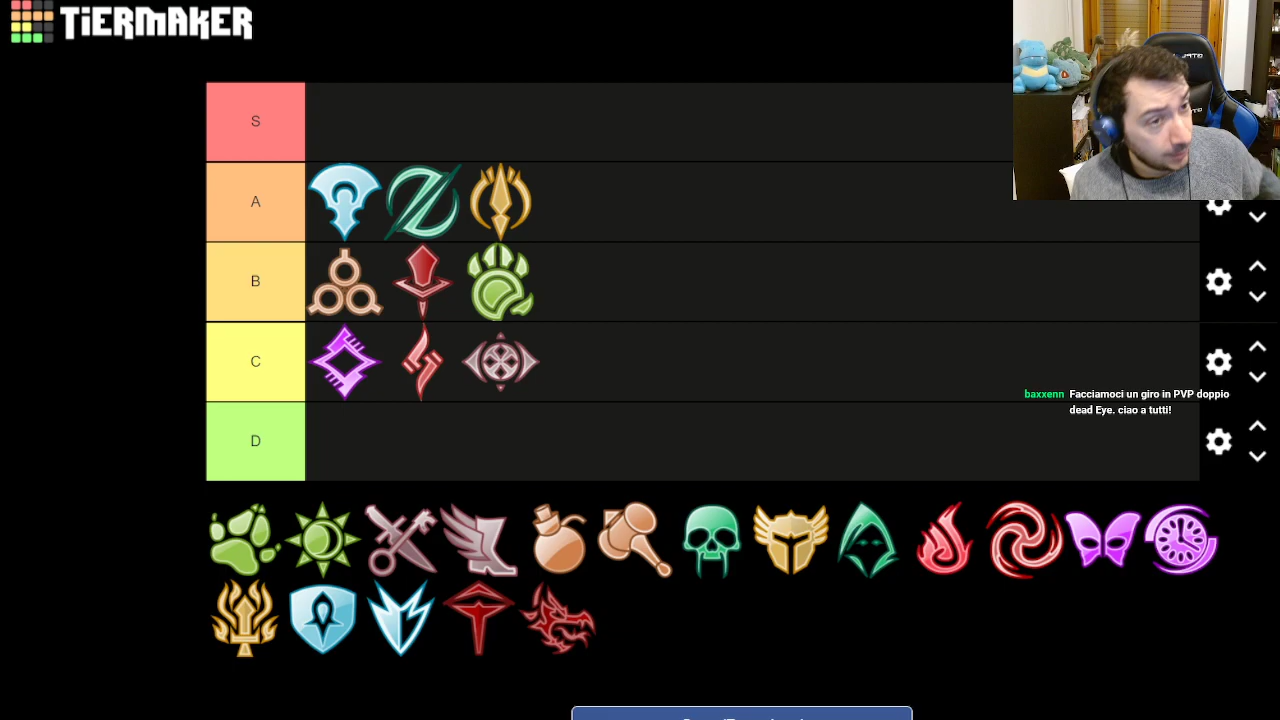 TiERMAKER
S
A
B
C
D
baxxenn Facciamoci un giro in PVP doppio
dead Eye. ciao a tutti!